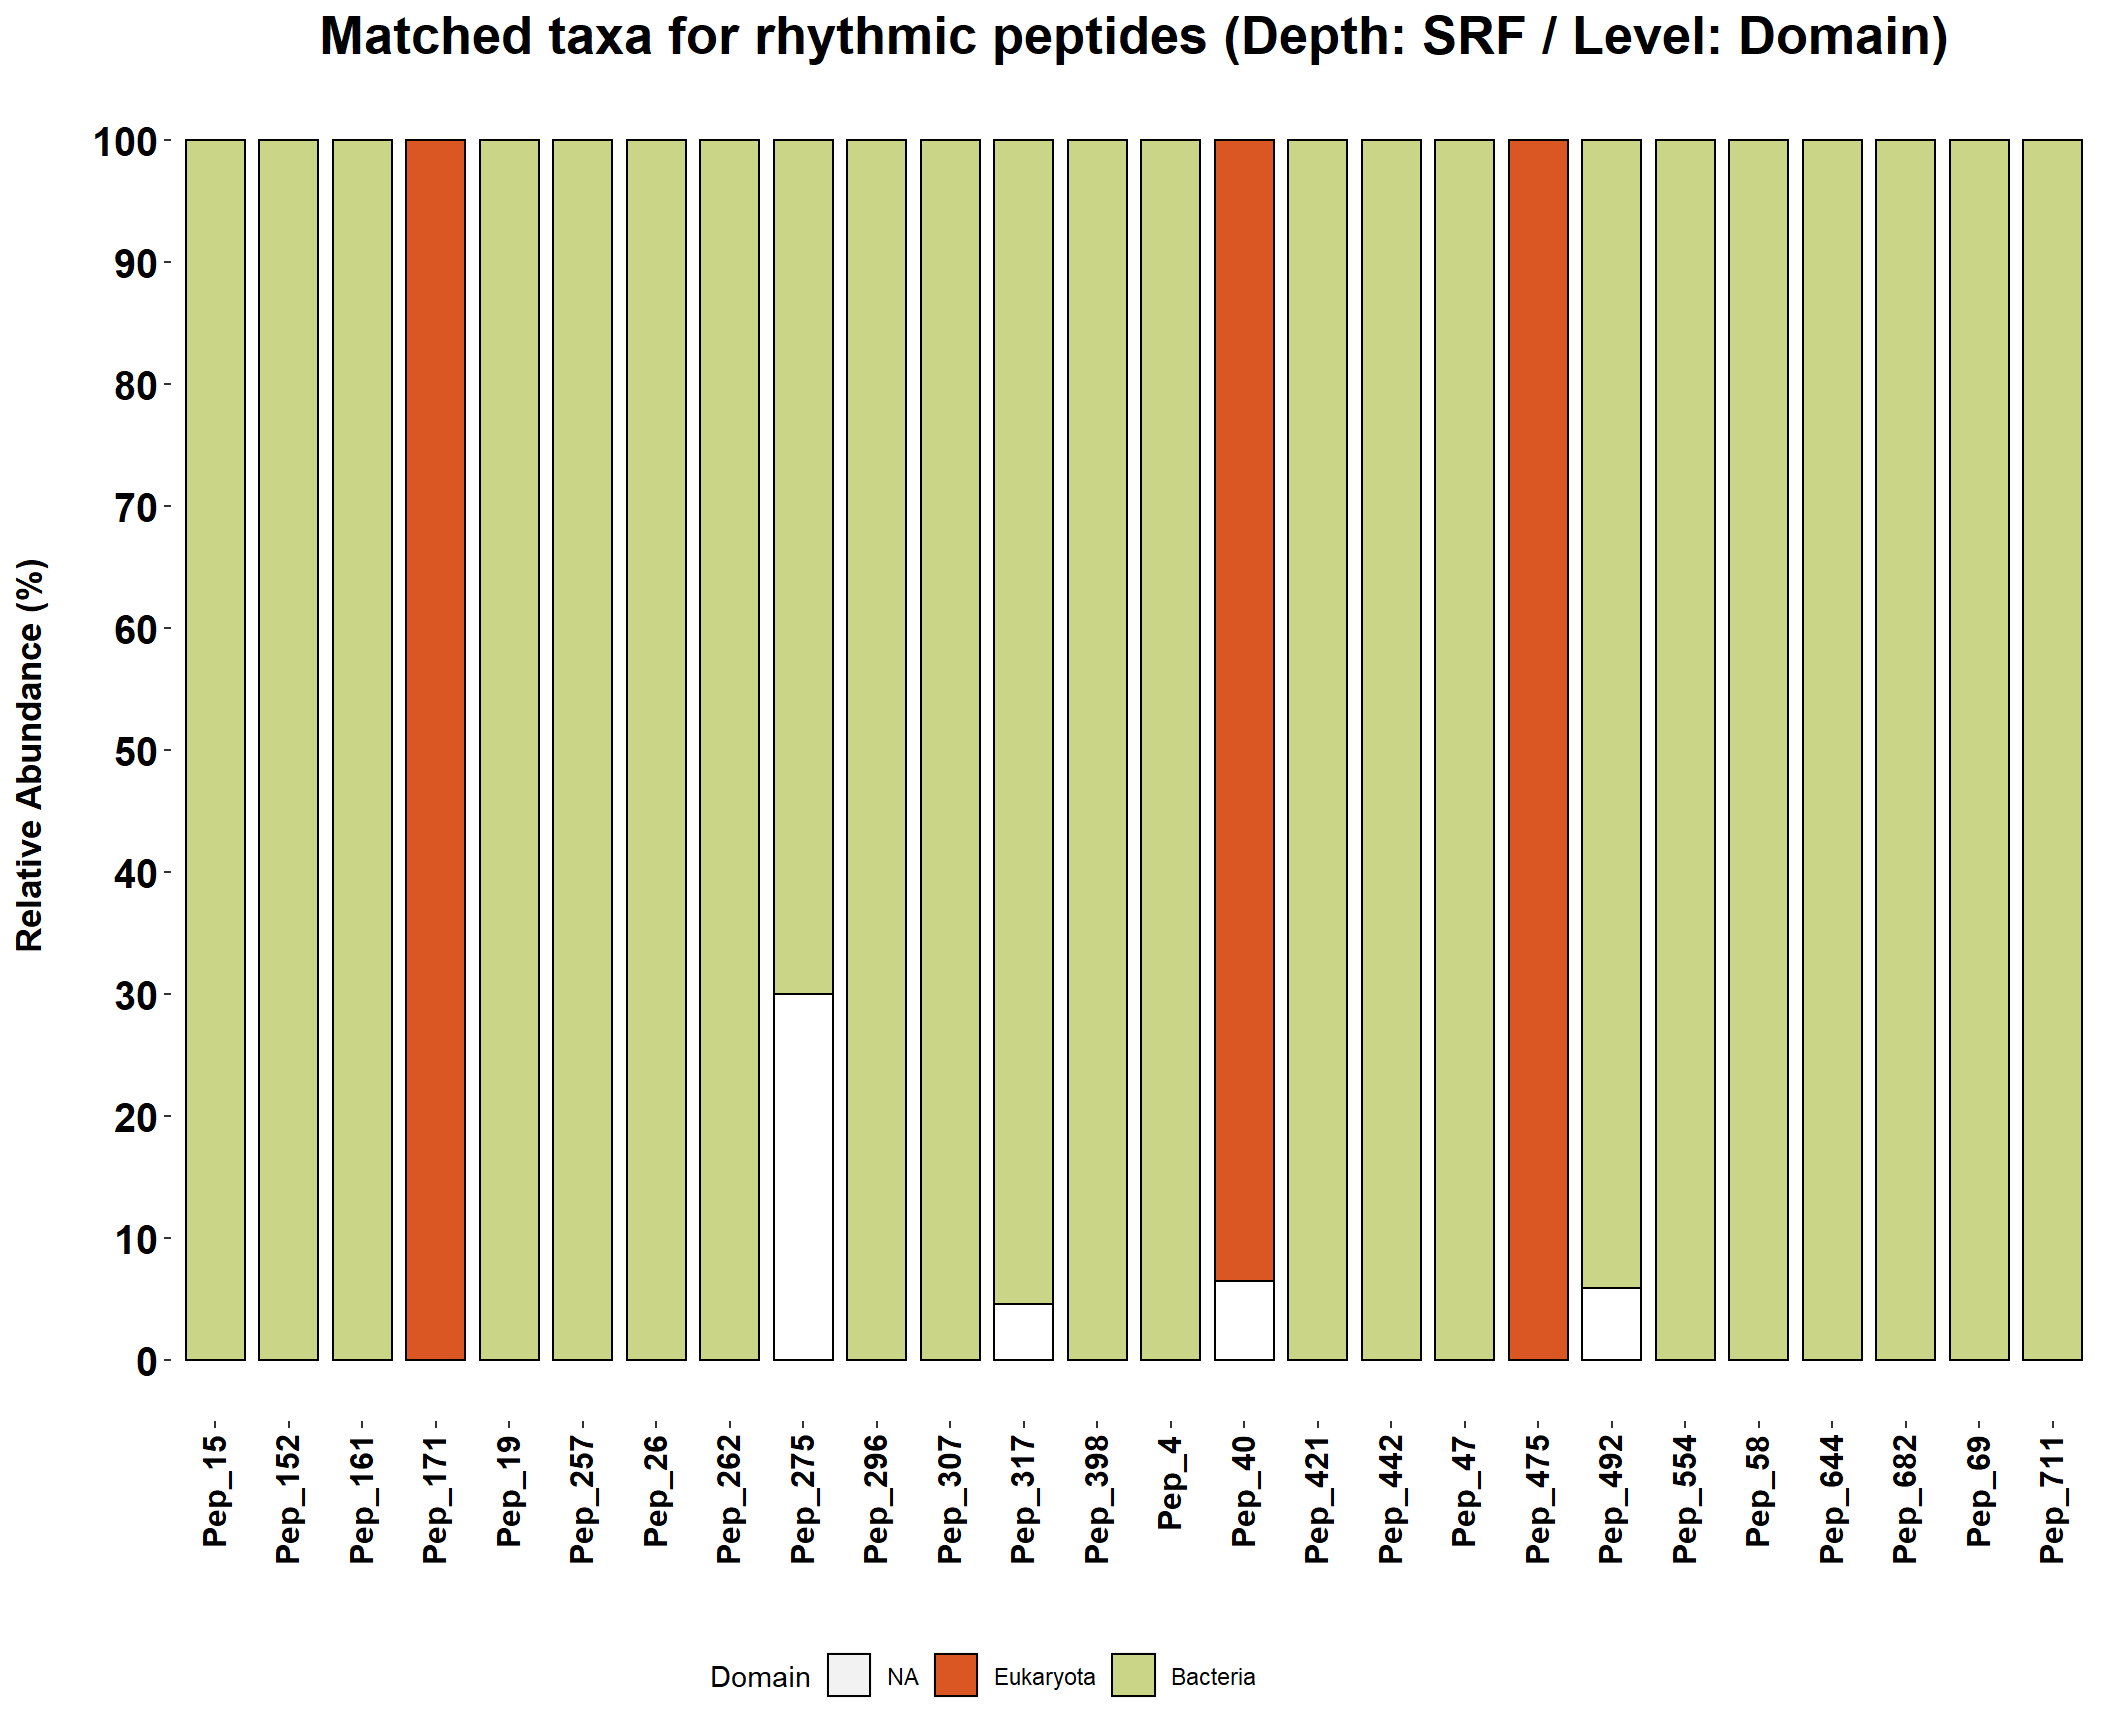 Matched taxa for rhythmic peptides (Depth: SRF / Level: Domain)
Relative Abundance (%)
100
90
80
70
60
50
40
30
20
10
0
Pep_15
Pep_152
Pep_161
Pep_171
Pep_19
Pep_257
Pep_26
Pep_262
Pep_275
Pep_296
Pep_307
Pep_317
Pep_398
Pep_4
Pep_40
Pep_421
Pep_442
Pep_47
Pep_475
Pep_492
Pep_554
Pep_58
Pep_644
Pep_682
Pep_69
Pep_711
Domain NA Eukaryota Bacteria